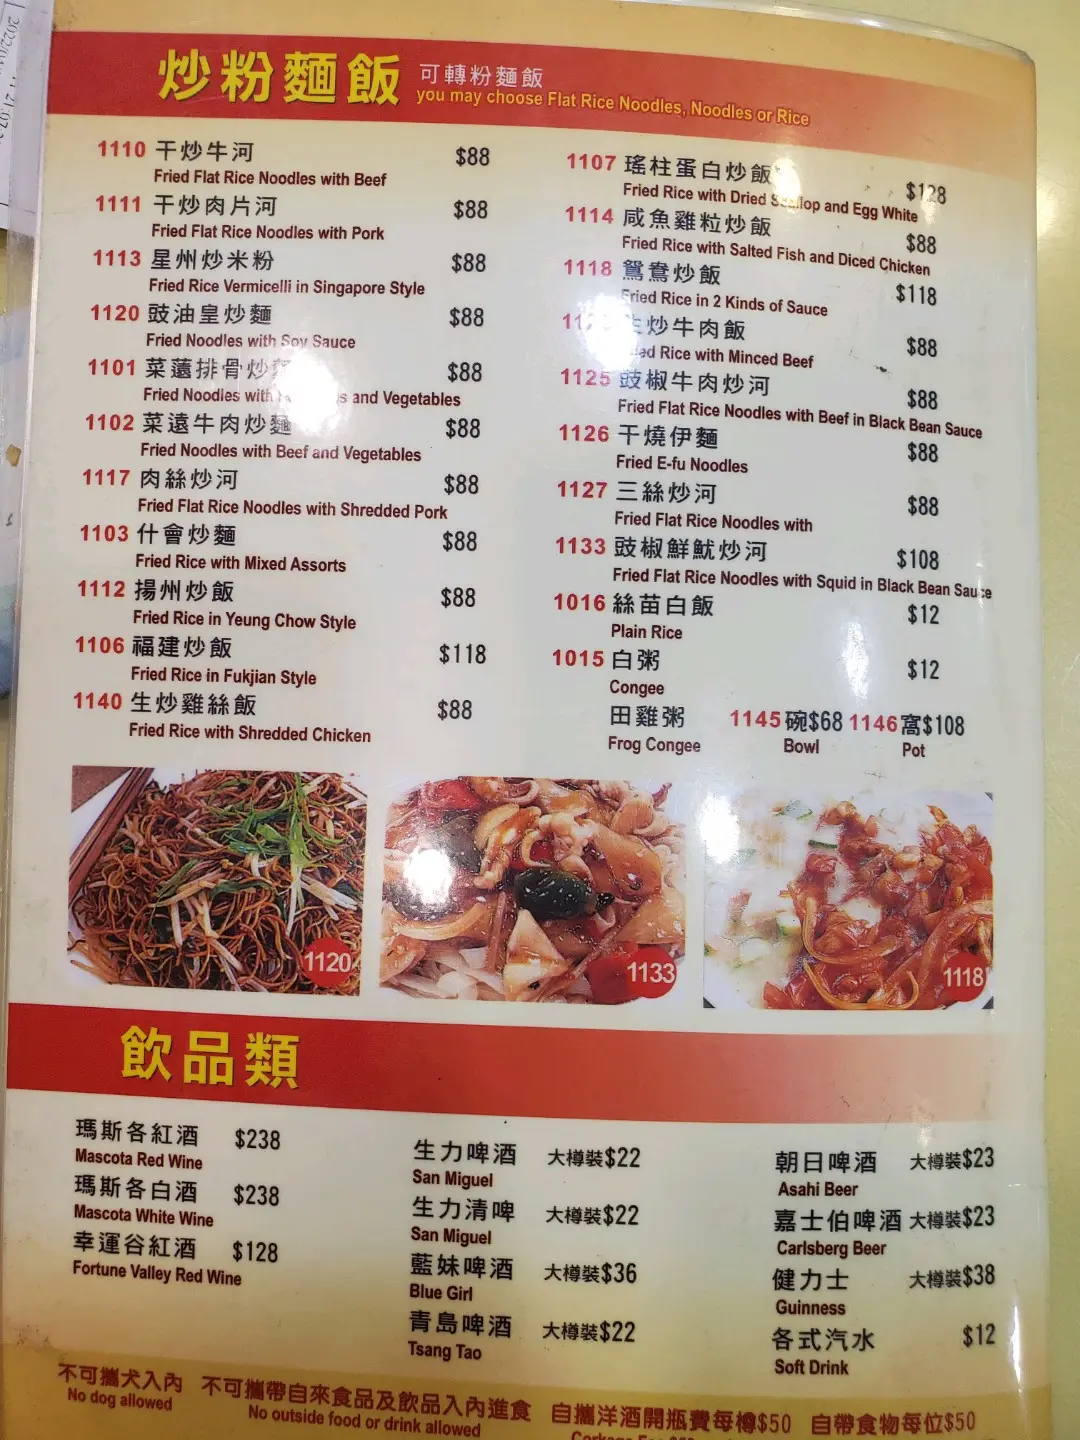 炒粉麵飯 可轉粉麵飯
you may choose Flat Rice Noodles, Noodles or Rice
1110 干炒牛河 $88
Fried Flat Rice Noodles with Beef
1111 干炒肉片河 $88
Fried Flat Rice Noodles with Pork
1113 星州炒米粉 $88
Fried Rice Vermicelli in Singapore Style
1120 豉油皇炒麵 $88
Fried Noodles with Soy Sauce
1101 菜薳排骨炒 $88
Fried Noodles with and Vegetables
1102 菜遠牛肉炒麵 $88
Fried Noodles with Beef and Vegetables
1117 肉絲炒河 $88
Fried Flat Rice Noodles with Shredded Pork
1103 什會炒麵 $88
Fried Rice with Mixed Assorts
1112 揚州炒飯 $88
Fried Rice in Yeung Chow Style
1106 福建炒飯 $118
Fried Rice in Fukjian Style
1140 生炒雞絲飯 $88
Fried Rice with Shredded Chicken
1107 瑤柱蛋白炒飯 $128
Fried Rice with Dried Scallop and Egg White
1114 咸魚雞粒炒飯 $88
Fried Rice with Salted Fish and Diced Chicken
1118 鴛鴦炒飯 $118
Fried Rice in 2 Kinds of Sauce
生炒牛肉飯 $88
Fried Rice with Minced Beef
1125 豉椒牛肉炒河 $88
Fried Flat Rice Noodles with Beef in Black Bean Sauce
1126 干燒伊麵 $88
Fried E-fu Noodles
1127 三絲炒河 $88
Fried Flat Rice Noodles with
1133 豉椒鮮魷炒河 $108
Fried Flat Rice Noodles with Squid in Black Bean Sauce
1016 絲苗白飯 $12
Plain Rice
1015 白粥 $12
Congee
田雞粥 1145 碗$68 1146 窩$108
Frog Congee Bowl Pot
1120
1133
1118
飲品類
瑪斯各紅酒 $238
Mascota Red Wine
瑪斯各白酒 $238
Mascota White Wine
幸運谷紅酒 $128
Fortune Valley Red Wine
生力啤酒 大樽裝$22
San Miguel
生力清啤 大樽裝$22
San Miguel
藍妹啤酒 大樽裝$36
Blue Girl
青島啤酒 大樽裝$22
Tsang Tao
朝日啤酒 大樽裝$23
Asahi Beer
嘉士伯啤酒 大樽裝$23
Carlsberg Beer
健力士 大樽裝$38
Guinness
各式汽水 $12
Soft Drink
不可攜犬入內 不可攜帶自來食品及飲品入內進食 自攜洋酒開瓶費每樽$50 自帶食物每位$50
No dog allowed No outside food or drink allowed